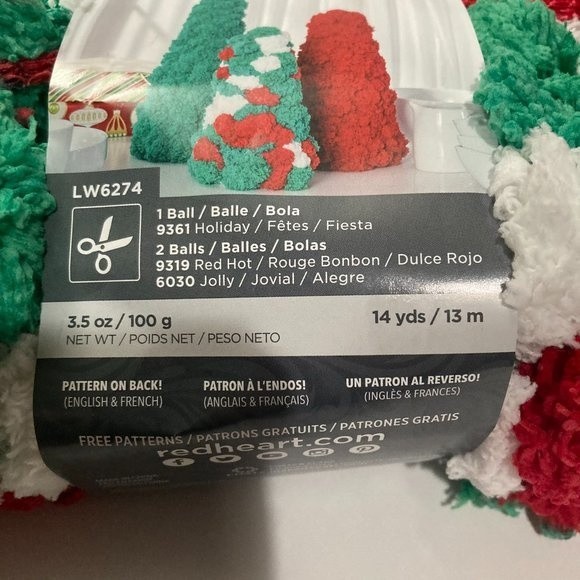 LW6274
1 Ball / Balle / Bola
9361 Holiday / Fêtes / Fiesta
2 Balls / Balles / Bolas
9319 Red Hot / Rouge Bonbon / Dulce Rojo
6030 Jolly / Jovial / Alegre
3.5 oz / 100 g
14 yds / 13 m
NET WT / POIDS NET / PESO NETO
PATTERN ON BACK!
(ENGLISH & FRENCH)
PATRON À L'ENDOS!
(ANGLAIS & FRANÇAIS)
UN PATRON AL REVERSO!
(INGLÉS & FRANCES)
FREE PATTERNS / PATRONS GRATUITS / PATRONES GRATIS
redheart.com